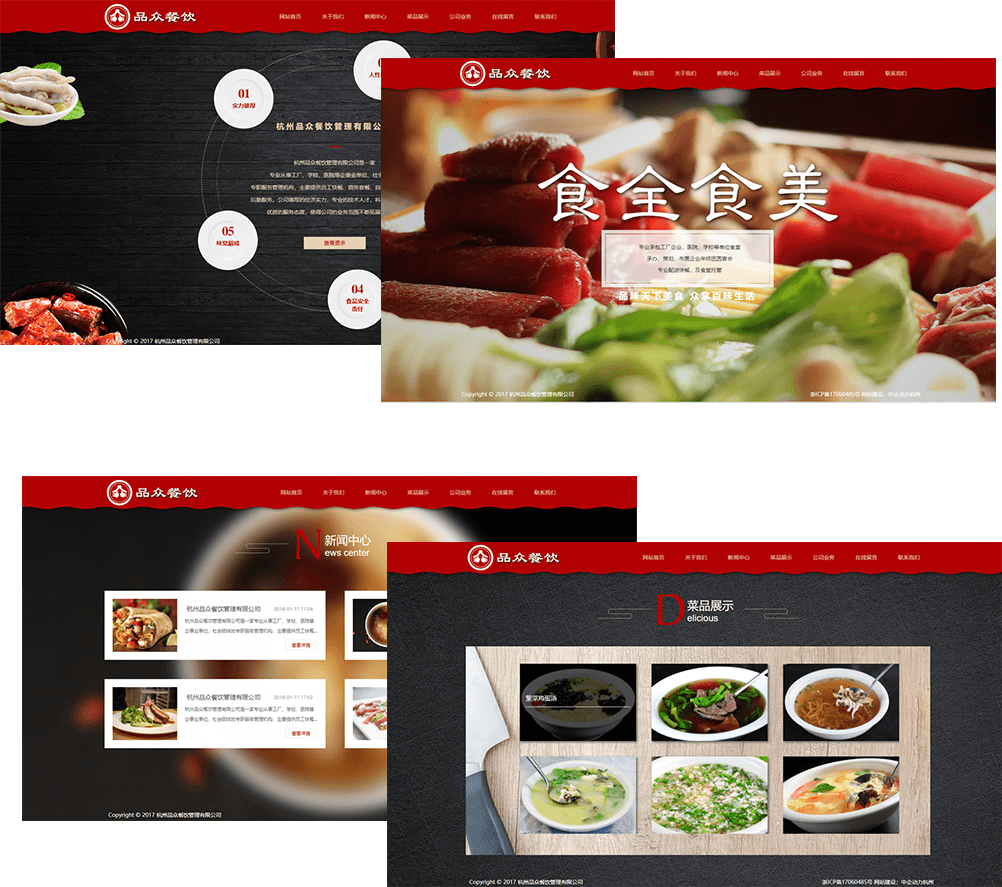 品众餐饮
网站首页 关于我们 新闻中心 菜品展示 公司业务 在线留言 联系我们
01
实力雄厚
人性
杭州品众餐饮管理有限公
杭州品众餐饮管理有限公司是一家
专业从事工厂、学校、医院等企事业单位、社
专职服务管理机构，主要提供员工快餐、商务套餐、自
后勤服务。公司雄厚的经济实力、专业的技术人才、科
优质的服务态度，使得公司的业务范围不断拓展
查看更多
05
味觉巅峰
04
食品安全
责任
Copyright © 2017 杭州品众餐饮管理有限公司
品众餐饮
网站首页 关于我们 新闻中心 菜品展示 公司业务 在线留言 联系我们
食全食美
专业承包工厂企业、医院、学校等单位食堂
承办、策划、布置企业年终团圆宴会
专业配送快餐、及食堂托管
品味天下美食 众享百味生活
Copyright © 2017 杭州品众餐饮管理有限公司
浙ICP备17060485号 网站建设：中企动力杭州
品众餐饮
网站首页 关于我们 新闻中心 菜品展示 公司业务 在线留言 联系我们
N 新闻中心
ews center
杭州品众餐饮管理有限公司 2018-01-17 17:54
杭州品众餐饮管理有限公司是一家专业从事工厂、学校、医院等
企事业单位、社会团体的专职服务管理机构，主要提供员工快餐...
查看详情
杭州品众餐饮管理有限公司 2018-01-17 17:52
杭州品众餐饮管理有限公司是一家专业从事工厂、学校、医院等
企事业单位、社会团体的专职服务管理机构，主要提供员工快餐...
查看详情
Copyright © 2017 杭州品众餐饮管理有限公司
品众餐饮
网站首页 关于我们 新闻中心 菜品展示 公司业务 在线留言 联系我们
D 菜品展示
elicious
紫菜鸡蛋汤
Copyright © 2017 杭州品众餐饮管理有限公司
浙ICP备17060485号 网站建设：中企动力杭州